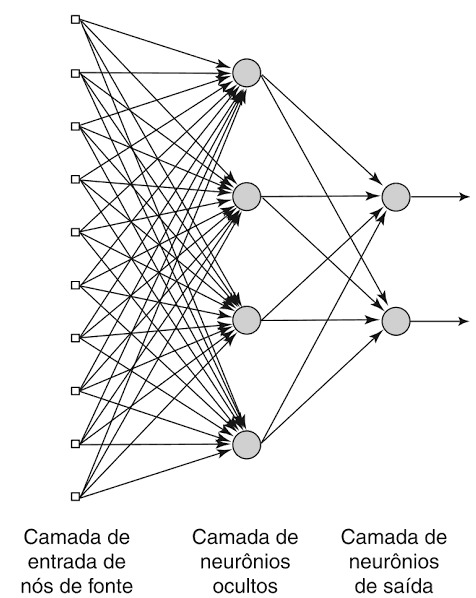 Camada de
entrada de
nós de fonte
Camada de
neurônios
ocultos
Camada de
neurônios
de saída